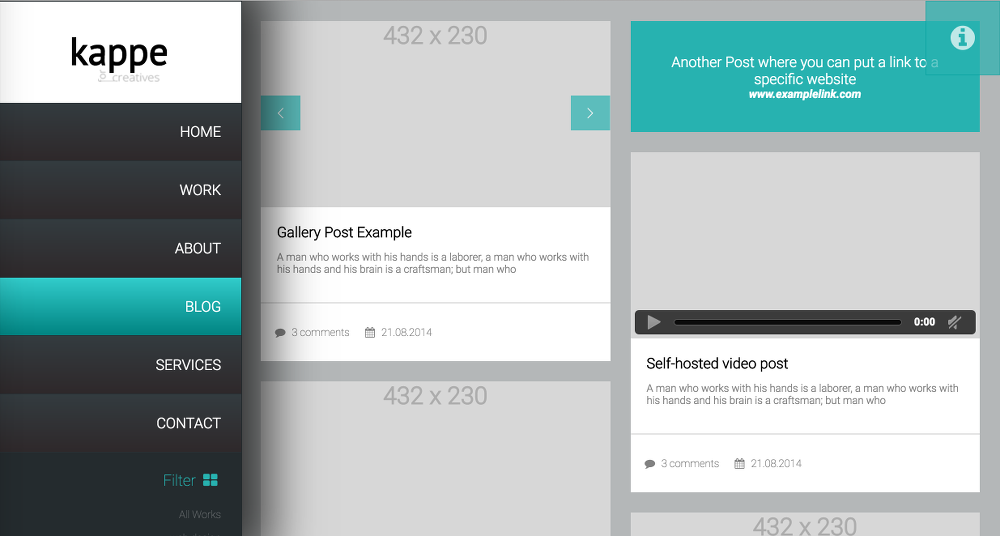 kappe
creatives
HOME
WORK
ABOUT
BLOG
SERVICES
CONTACT
Filter
All Works
432 x 230
Gallery Post Example
A man who works with his hands is a laborer, a man who works with
his hands and his brain is a craftsman; but man who
3 comments 21.08.2014
432 x 230
Another Post where you can put a link to a
specific website
www.examplelink.com
0:00
Self-hosted video post
A man who works with his hands is a laborer, a man who works with
his hands and his brain is a craftsman; but man who
3 comments 21.08.2014
432 x 230